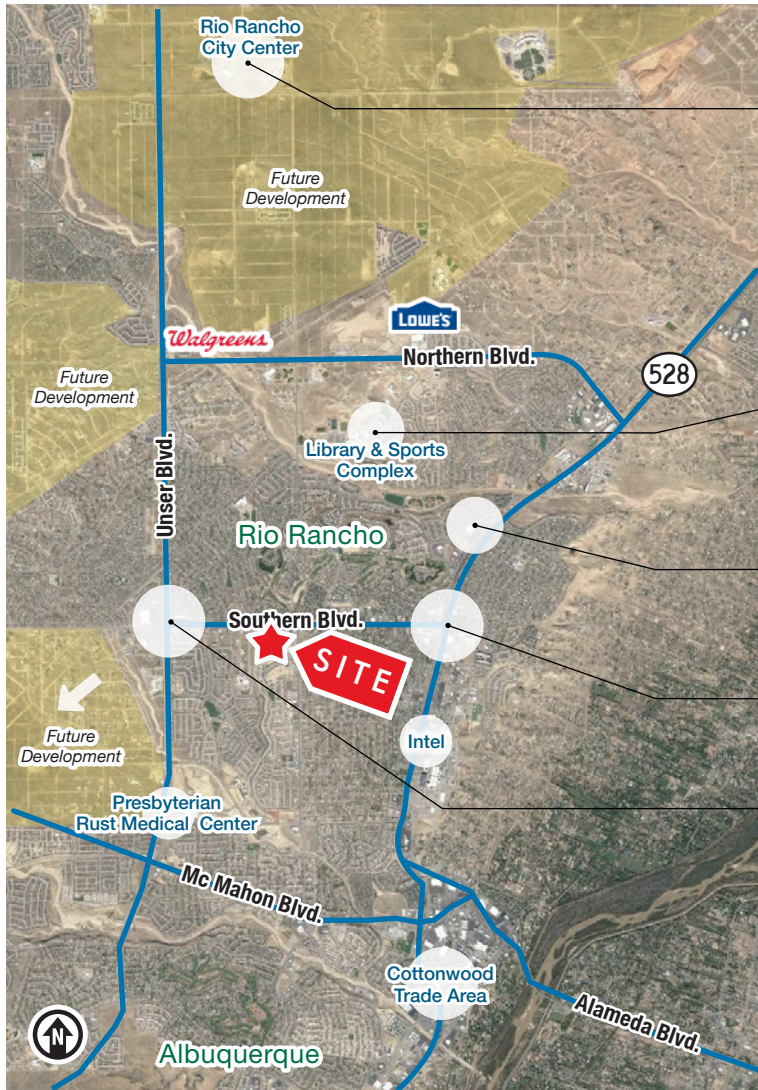 Rio Rancho
City Center
Future
Development
LOWE'S
Walgreens
Northern Blvd.
528
Future
Development
Library & Sports
Complex
Unser Blvd.
Rio Rancho
Southern Blvd.
SITE
Future
Development
Intel
Presbyterian
Rust Medical Center
Mc Mahon Blvd.
Cottonwood
Trade Area
Alameda Blvd.
N
Albuquerque